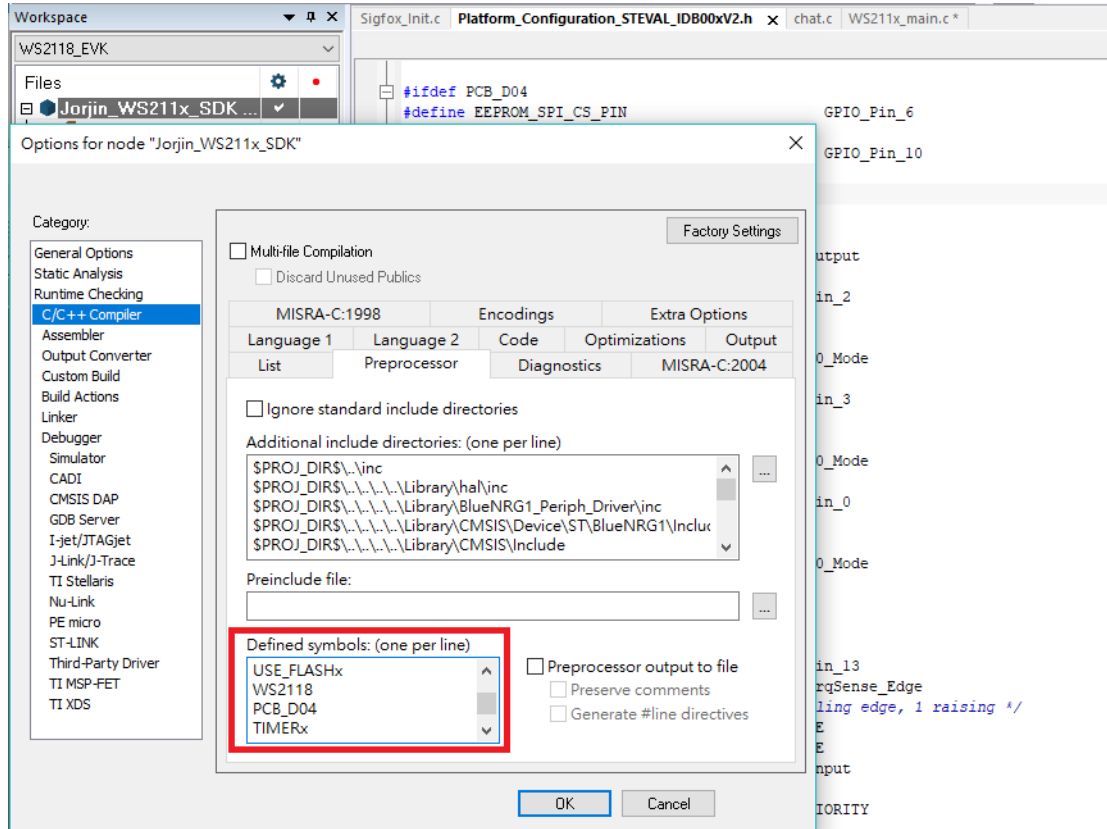 Workspace
Sigfox_Init.c Platform_Configuration_STEVAL_IDB00xV2.h x chat.c WS211x_main.c *
WS2118_EVK
Files
Jorjin_WS211x_SDK ...
#ifdef PCB_D04
#define EEPROM_SPI_CS_PIN GPIO_Pin_6
GPIO_Pin_10
Options for node "Jorjin_WS211x_SDK"
Category:
General Options
Static Analysis
Runtime Checking
C/C++ Compiler
Assembler
Output Converter
Custom Build
Build Actions
Linker
Debugger
Simulator
CADI
CMSIS DAP
GDB Server
I-jet/JTAGjet
J-Link/J-Trace
TI Stellaris
Nu-Link
PE micro
ST-LINK
Third-Party Driver
TI MSP-FET
TI XDS
Factory Settings
Multi-file Compilation
Discard Unused Publics
MISRA-C:1998 Encodings Extra Options
Language 1 Language 2 Code Optimizations Output
List Preprocessor Diagnostics MISRA-C:2004
Ignore standard include directories
Additional include directories: (one per line)
$PROJ_DIR$\..\inc
$PROJ_DIR$\..\..\..\..\Library\hal\inc
$PROJ_DIR$\..\..\..\..\Library\BlueNRG1_Periph_Driver\inc
$PROJ_DIR$\..\..\..\..\Library\CMSIS\Device\ST\BlueNRG1\Includ
$PROJ_DIR$\..\..\..\..\Library\CMSIS\Include
...
Preinclude file:
...
Defined symbols: (one per line)
USE_FLASHx
WS2118
PCB_D04
TIMERx
Preprocessor output to file
Preserve comments
Generate #line directives
OK Cancel
utput
in_2
0_Mode
in_3
0_Mode
in_0
0_Mode
in_13
rqSense_Edge
ling edge, 1 raising */
E
E
nput
IORITY